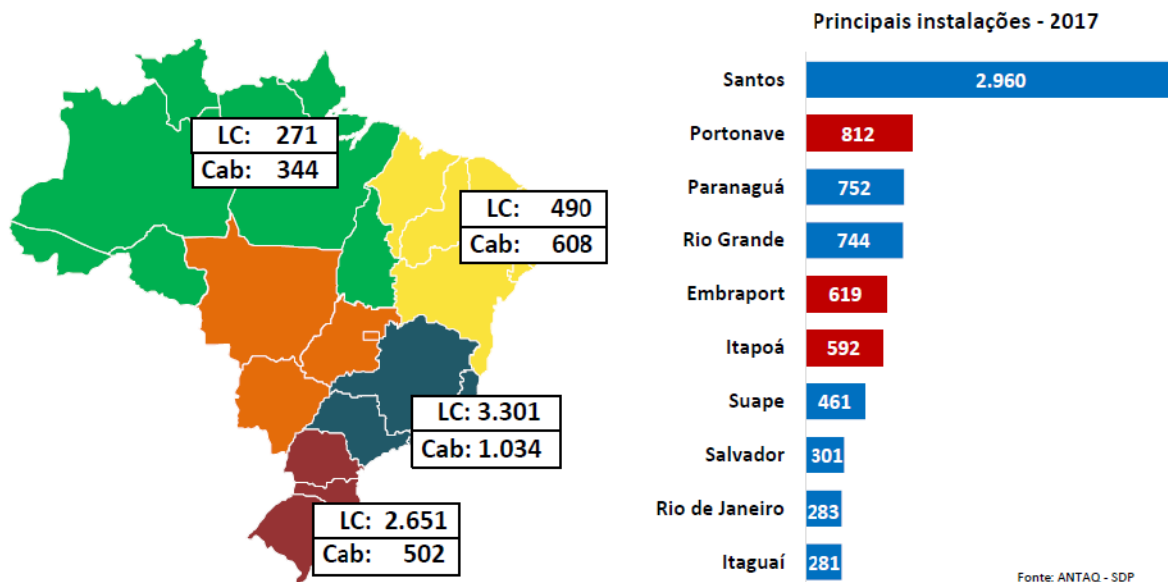 LC: 271
Cab: 344
LC: 490
Cab: 608
LC: 3.301
Cab: 1.034
LC: 2.651
Cab: 502
Principais instalações - 2017
Santos 2.960
Portonave 812
Paranaguá 752
Rio Grande 744
Embraport 619
Itapoá 592
Suape 461
Salvador 301
Rio de Janeiro 283
Itaguaí 281
Fonte: ANTAQ - SDP